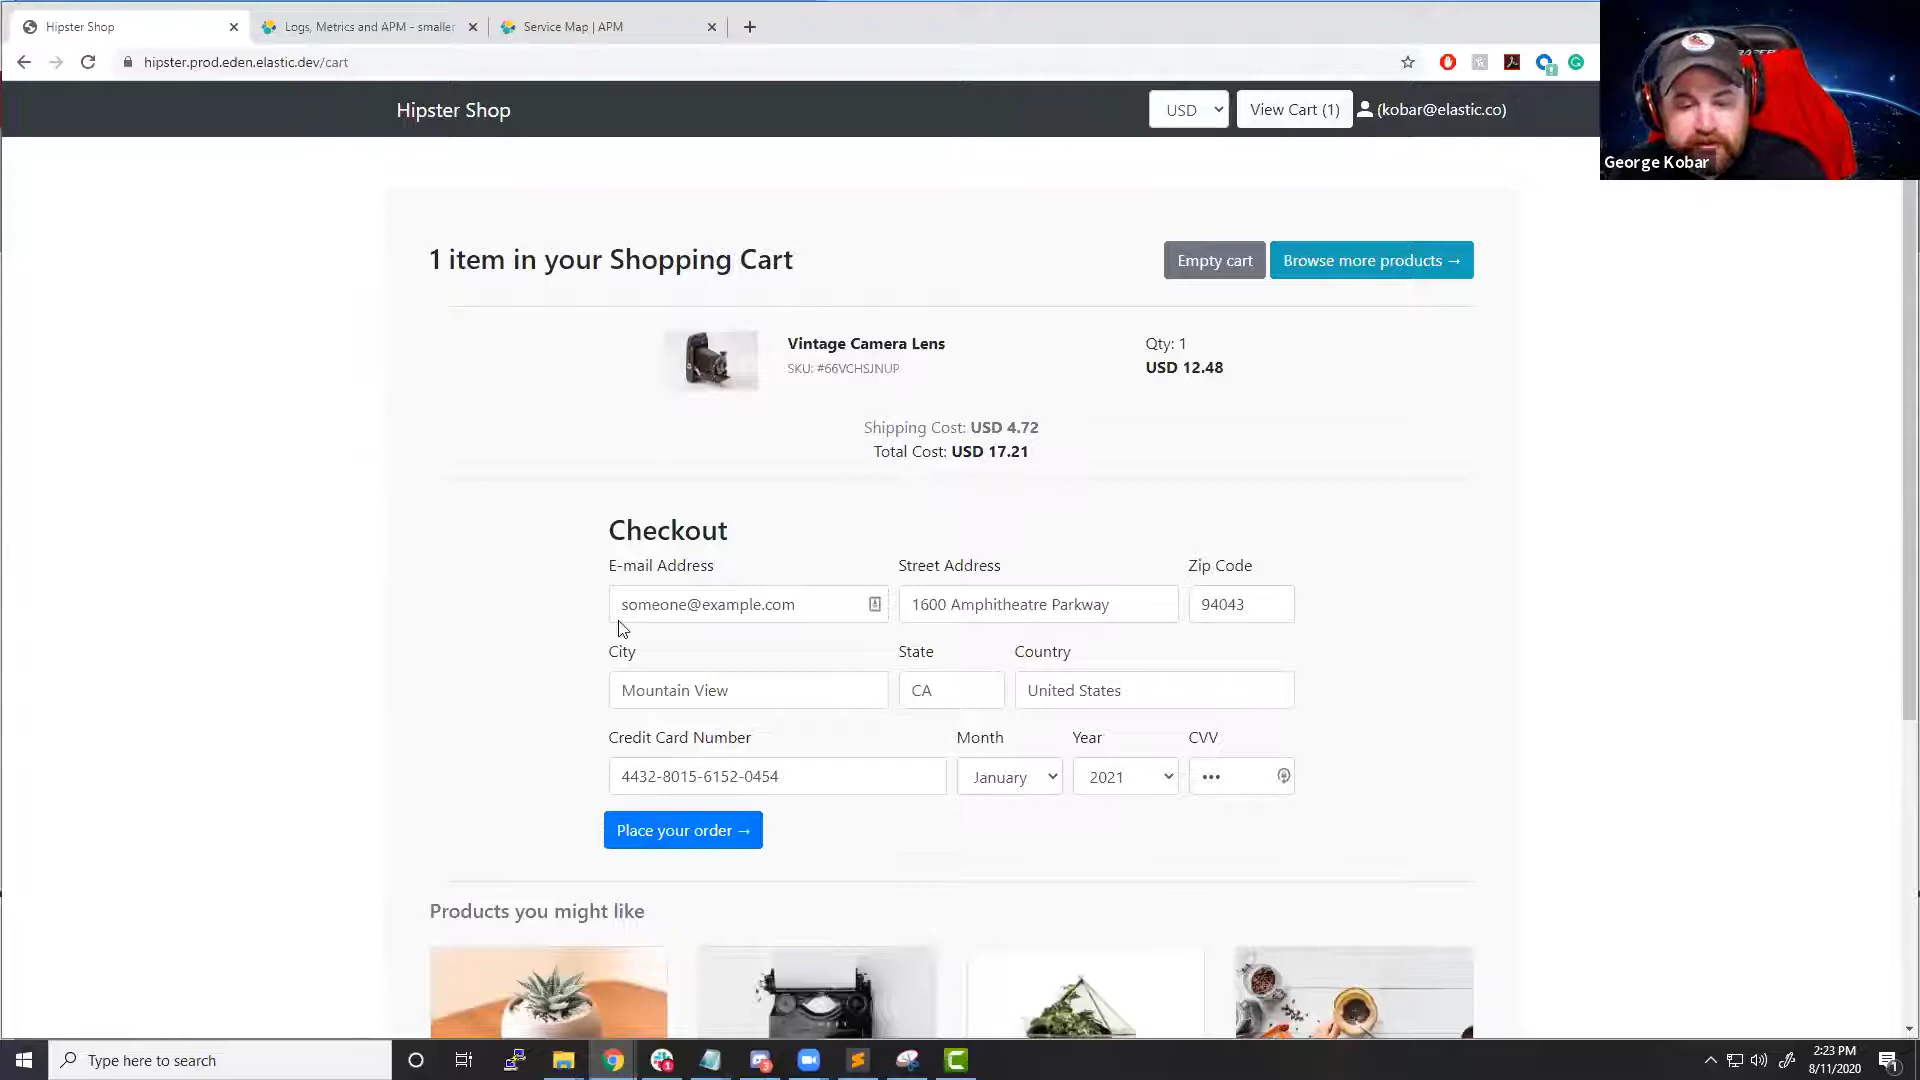 Hipster Shop
Logs, Metrics and APM - smaller
Service Map | APM
hipster.prod.eden.elastic.dev/cart
George Kobar
Hipster Shop
USD
View Cart (1)
(kobar@elastic.co)
1 item in your Shopping Cart
Empty cart
Browse more products →
Vintage Camera Lens
SKU: #66VCHSJNUP
Qty: 1
USD 12.48
Shipping Cost: USD 4.72
Total Cost: USD 17.21
Checkout
E-mail Address
Street Address
Zip Code
someone@example.com
1600 Amphitheatre Parkway
94043
City
State
Country
Mountain View
CA
United States
Credit Card Number
Month
Year
CVV
4432-8015-6152-0454
January
2021
•••
Place your order →
Products you might like
Type here to search
2:23 PM
8/11/2020